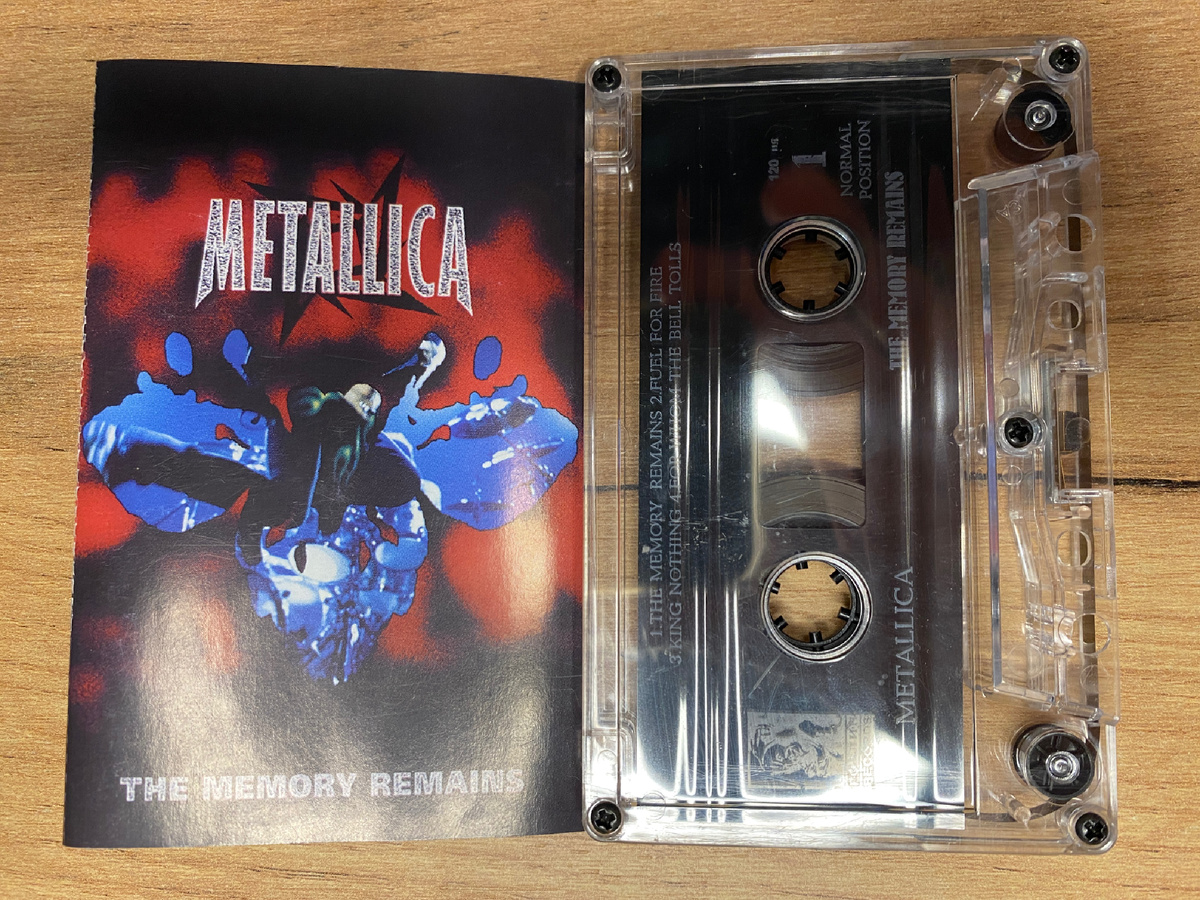 METALLICA
THE MEMORY REMAINS
1.THE MEMORY REMAINS 2.FUEL FOR FIRE
3.KING NOTHING 4.FOR WHOM THE BELL TOLLS
120 μs
1
NORMAL
POSITION
METALLICA
THE MEMORY REMAINS